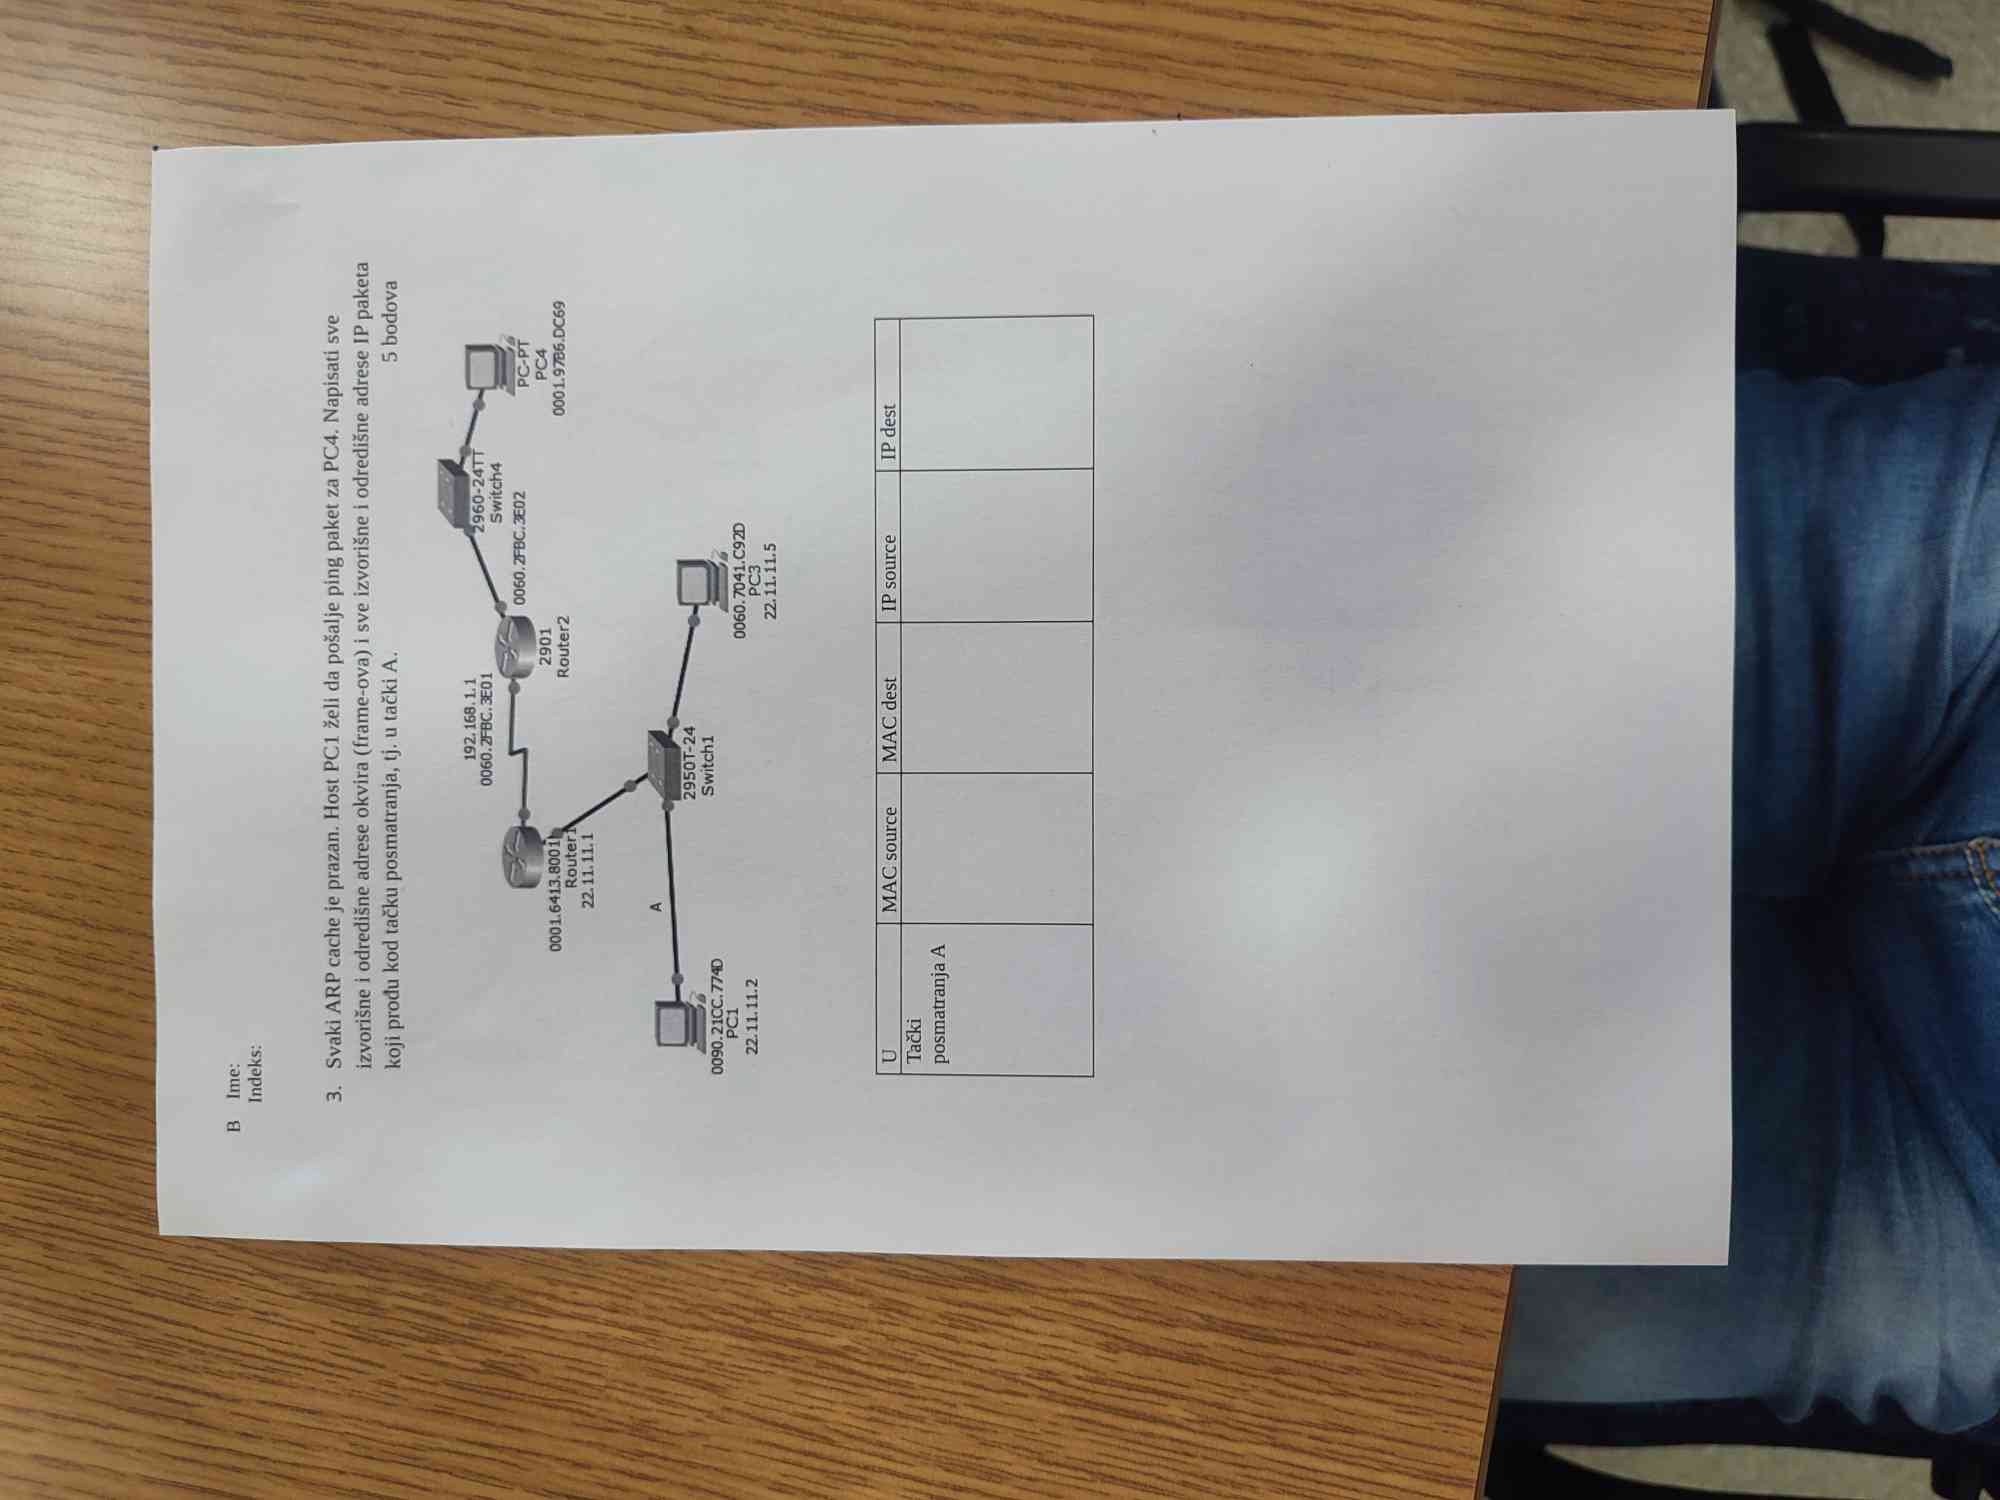 B Ime:
Indeks:
3. Svaki ARP cache je prazan. Host PC1 želi da pošalje ping paket za PC4. Napisati sve
izvorišne i odredišne adrese okvira (frame-ova) i sve izvorišne i odredišne adrese IP paketa
koji prođu kod tačku posmatranja, tj. u tački A. 5 bodova
PC-PT
PC4
0001.97B6.DC69
2960-24TT
Switch4
0060.2FBC.3E02
192.168.1.1
0060.2FBC.3E01
2901
Router2
0001.6413.8001
Router1
22.11.11.1
A
2950T-24
Switch1
0060.7041.C92D
PC3
22.11.11.5
0090.21CC.774D
PC1
22.11.11.2
U MAC source MAC dest IP source IP dest
Tački
posmatranja A